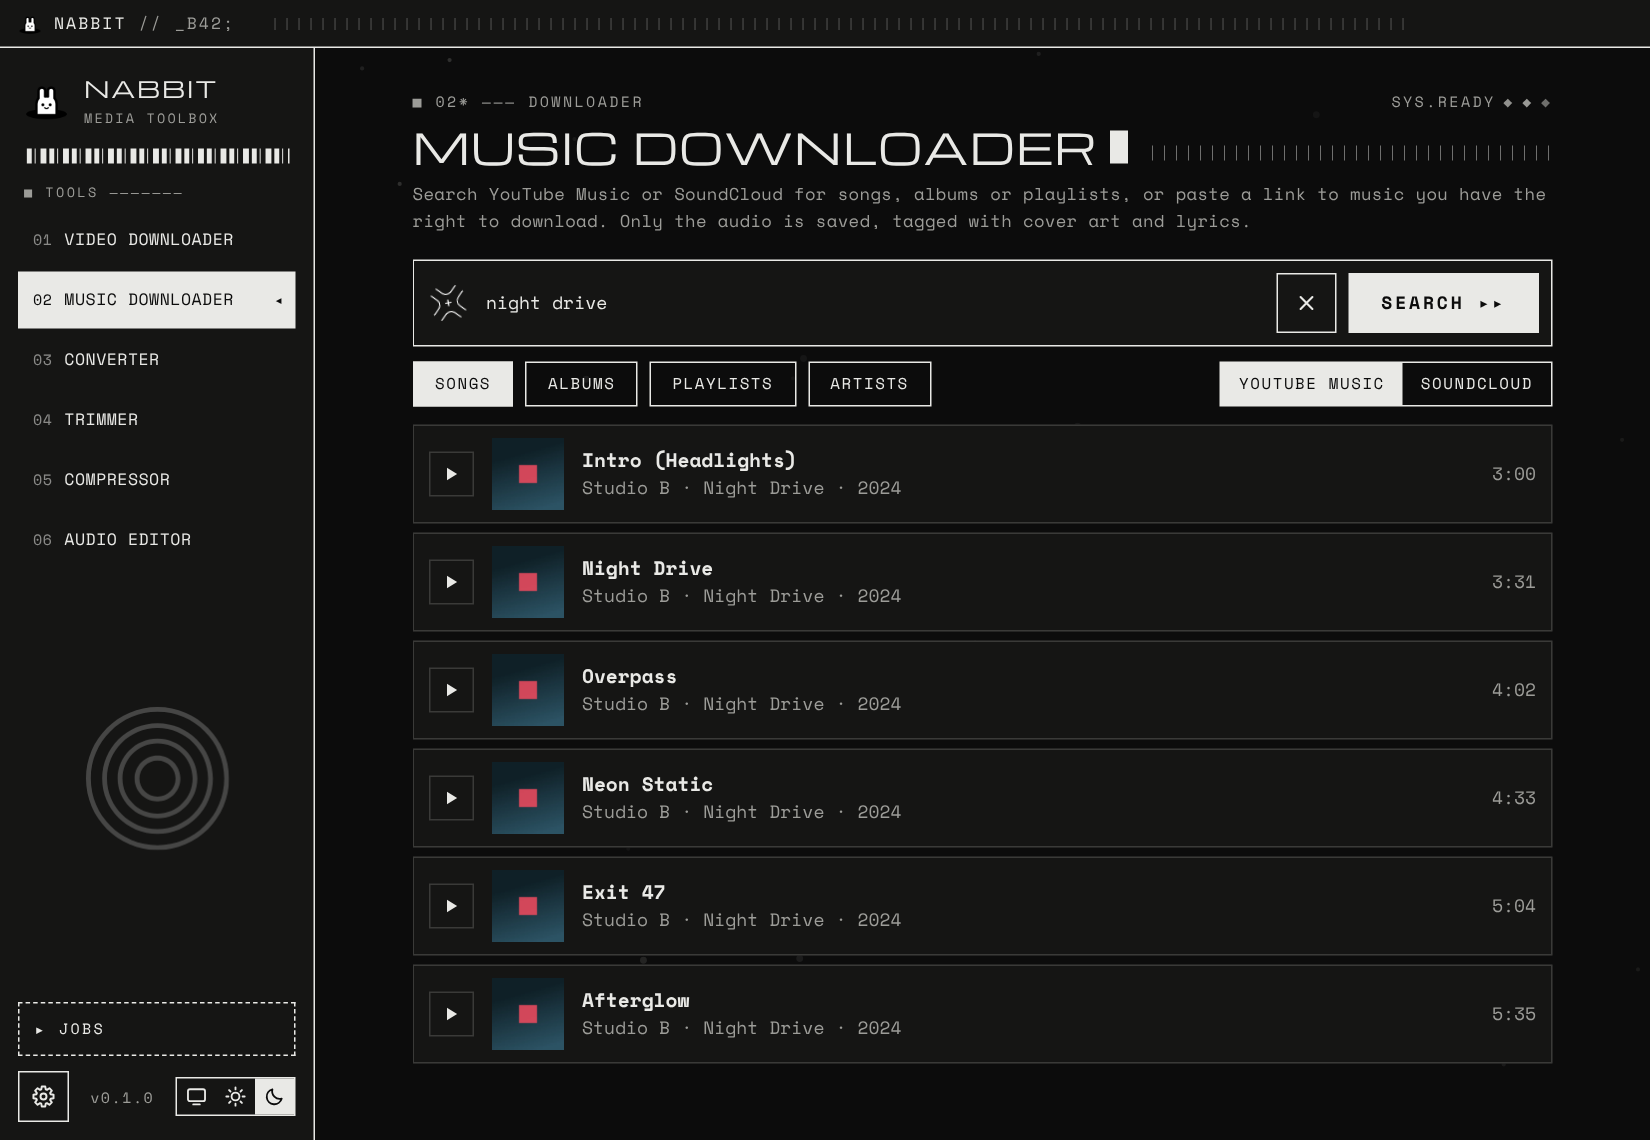 NABBIT // _B42;
NABBIT
MEDIA TOOLBOX
■ TOOLS ———————
01 VIDEO DOWNLOADER
02 MUSIC DOWNLOADER ◂
03 CONVERTER
04 TRIMMER
05 COMPRESSOR
06 AUDIO EDITOR
▸ JOBS
v0.1.0
■ 02* ——— DOWNLOADER
SYS.READY ◆ ◆ ◆
MUSIC DOWNLOADER
Search YouTube Music or SoundCloud for songs, albums or playlists, or paste a link to music you have the
right to download. Only the audio is saved, tagged with cover art and lyrics.
night drive
SEARCH ▸▸
SONGS ALBUMS PLAYLISTS ARTISTS
YOUTUBE MUSIC SOUNDCLOUD
Intro (Headlights)
Studio B · Night Drive · 2024
3:00
Night Drive
Studio B · Night Drive · 2024
3:31
Overpass
Studio B · Night Drive · 2024
4:02
Neon Static
Studio B · Night Drive · 2024
4:33
Exit 47
Studio B · Night Drive · 2024
5:04
Afterglow
Studio B · Night Drive · 2024
5:35